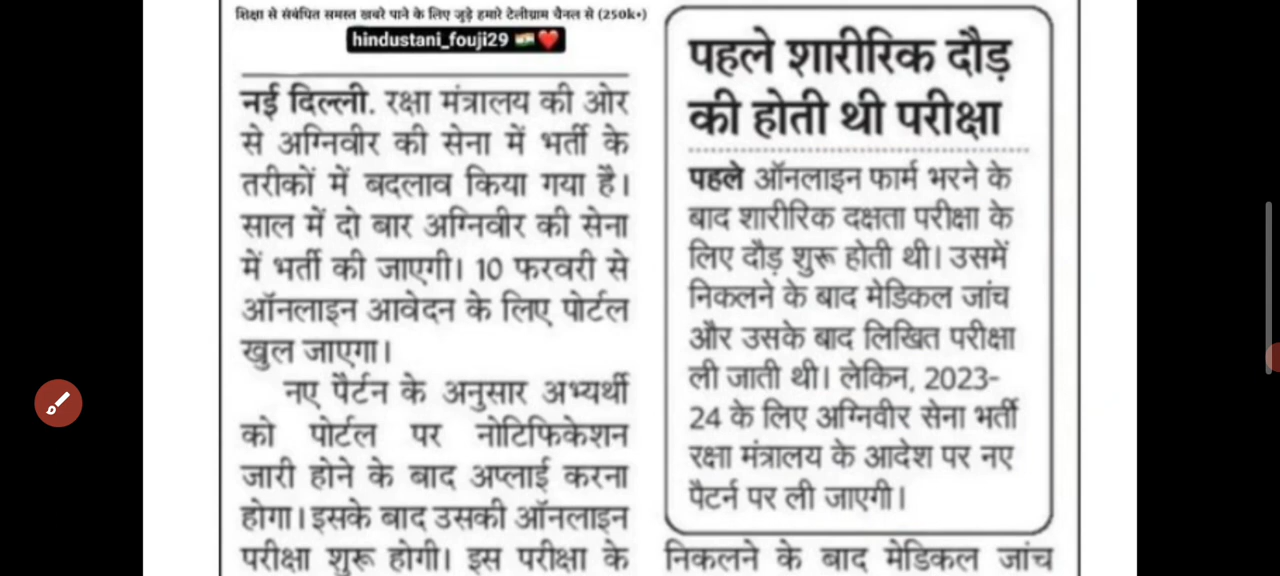 शिक्षा से संबंधित समस्त खबरे पाने के लिए जुड़े हमारे टेलीग्राम चैनल से (250k+)
hindustani_fouji29 🇮🇳❤️
नई दिल्ली. रक्षा मंत्रालय की ओर
से अग्निवीर की सेना में भर्ती के
तरीकों में बदलाव किया गया है।
साल में दो बार अग्निवीर की सेना
में भर्ती की जाएगी। 10 फरवरी से
ऑनलाइन आवेदन के लिए पोर्टल
खुल जाएगा।
नए पैर्टन के अनुसार अभ्यर्थी
को पोर्टल पर नोटिफिकेशन
जारी होने के बाद अप्लाई करना
होगा। इसके बाद उसकी ऑनलाइन
परीक्षा शुरू होगी। इस परीक्षा के
पहले शारीरिक दौड़
की होती थी परीक्षा
पहले ऑनलाइन फार्म भरने के
बाद शारीरिक दक्षता परीक्षा के
लिए दौड़ शुरू होती थी। उसमें
निकलने के बाद मेडिकल जांच
और उसके बाद लिखित परीक्षा
ली जाती थी। लेकिन, 2023-
24 के लिए अग्निवीर सेना भर्ती
रक्षा मंत्रालय के आदेश पर नए
पैटर्न पर ली जाएगी।
निकलने के बाद मेडिकल जांच